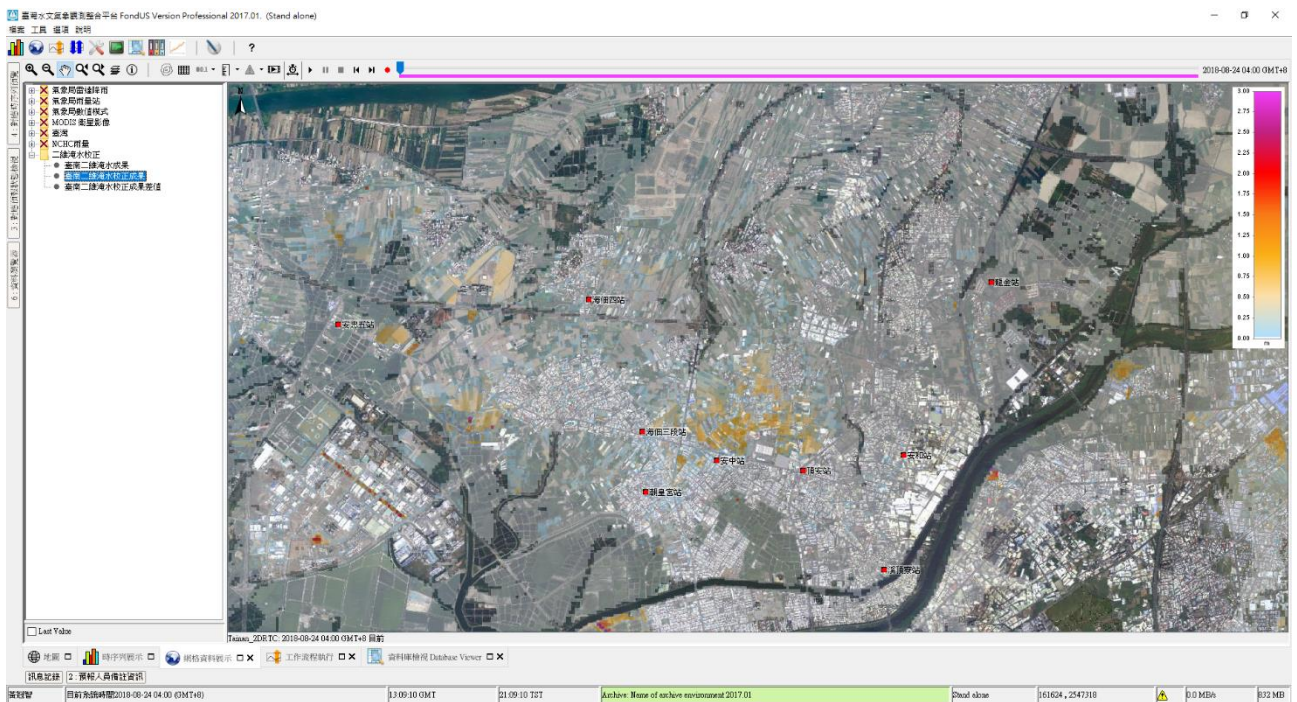 臺灣水文氣象觀測整合平台 FondUS Version Professional 2017.01. (Stand alone)
檔案 工具 選項 說明
2018-08-24 04:00 GMT+8
氣象局雷達降雨
氣象局雨量站
氣象局數值模式
MODIS 衛星影像
臺灣
NCHC雨量
二維淹水校正
臺南二維淹水成果
臺南二維淹水校正成果
臺南二維淹水校正成果差值
3.00
2.75
2.50
2.25
2.00
1.75
1.50
1.25
1.00
0.75
0.50
0.25
0.00
m
龍金站
海佃四站
安忠五站
海佃三段站
安和站
安中站
頂安站
朝皇宮站
溪頂寮站
Last Value
Tainan_2DRTC: 2018-08-24 04:00 GMT+8 目前
地圖
時序列展示
網格資料展示
工作流程執行
資料庫檢視 Database Viewer
訊息記錄
2 : 預報人員備註資訊
黃冠智
目前系統時間2018-08-24 04:00 (GMT+8)
13:09:10 GMT
21:09:10 TST
Archive: Name of archive environment 2017.01
Stand alone
161624 , 2547318
0.0 MB/s
832 MB